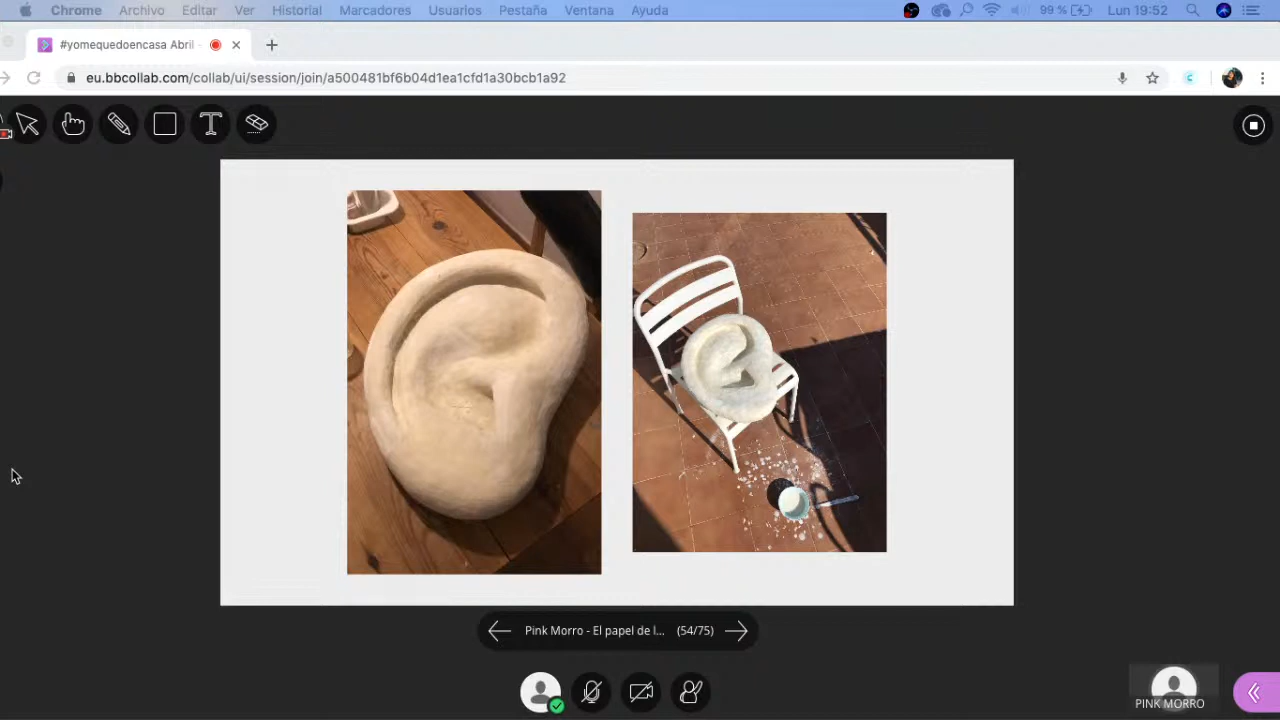 Chrome Archivo Editar Ver Historial Marcadores Usuarios Pestaña Ventana Ayuda 99 % Lun 19:52
#yomequedoencasa Abril -
eu.bbcollab.com/collab/ui/session/join/a500481bf6b04d1ea1cfd1a30bcb1a92
T
Pink Morro - El papel de l... (54/75)
PINK MORRO